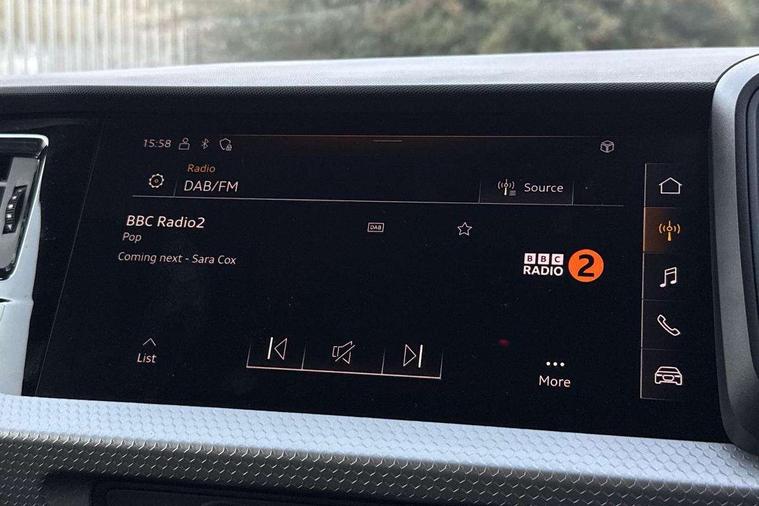 15:58
Radio
DAB/FM
Source
BBC Radio2
DAB
Pop
Coming next - Sara Cox
BBC
RADIO 2
List
More